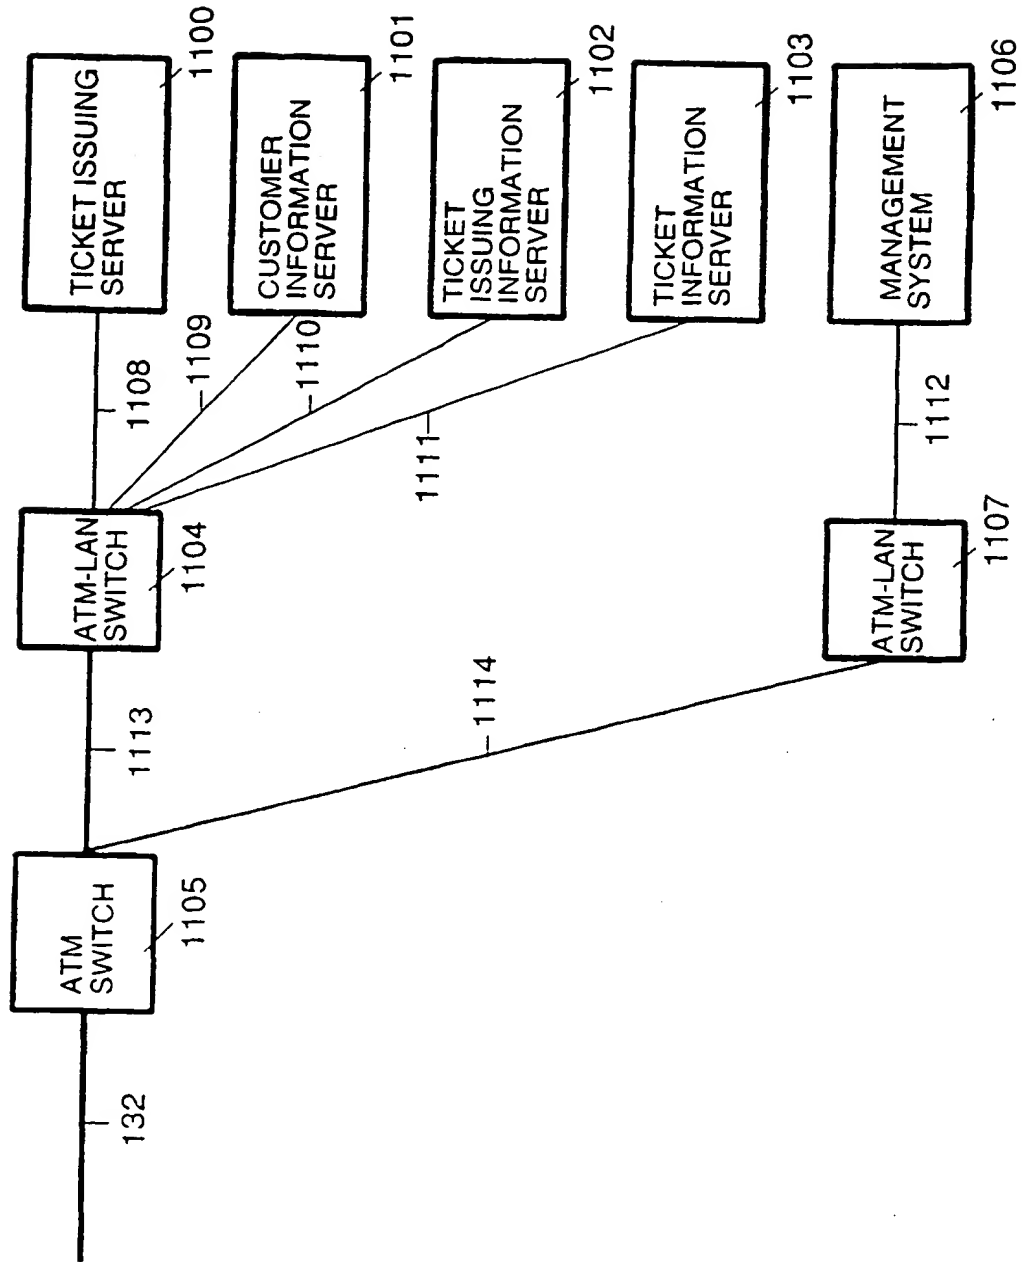 TICKET ISSUING
SERVER
1100
CUSTOMER
INFORMATION
SERVER
1101
TICKET
ISSUING
INFORMATION
SERVER
1102
TICKET
INFORMATION
SERVER
1103
MANAGEMENT
SYSTEM
1106
1108
1109
1110
1111
1112
ATM-LAN
SWITCH
1104
ATM-LAN
SWITCH
1107
1113
1114
ATM
SWITCH
1105
132